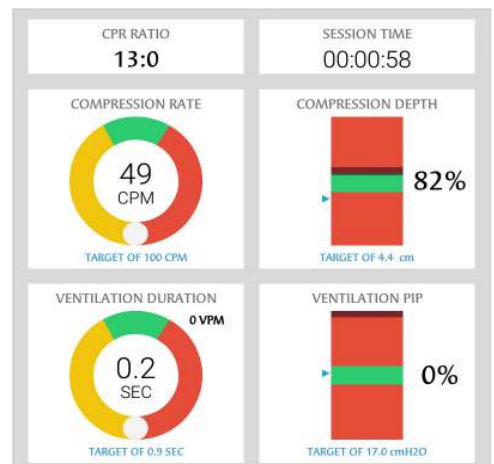 CPR RATIO
13:0
SESSION TIME
00:00:58
COMPRESSION RATE
49
CPM
TARGET OF 100 CPM
COMPRESSION DEPTH
82%
TARGET OF 4.4 cm
VENTILATION DURATION
0 VPM
0.2
SEC
TARGET OF 0.9 SEC
VENTILATION PIP
0%
TARGET OF 17.0 cmH2O